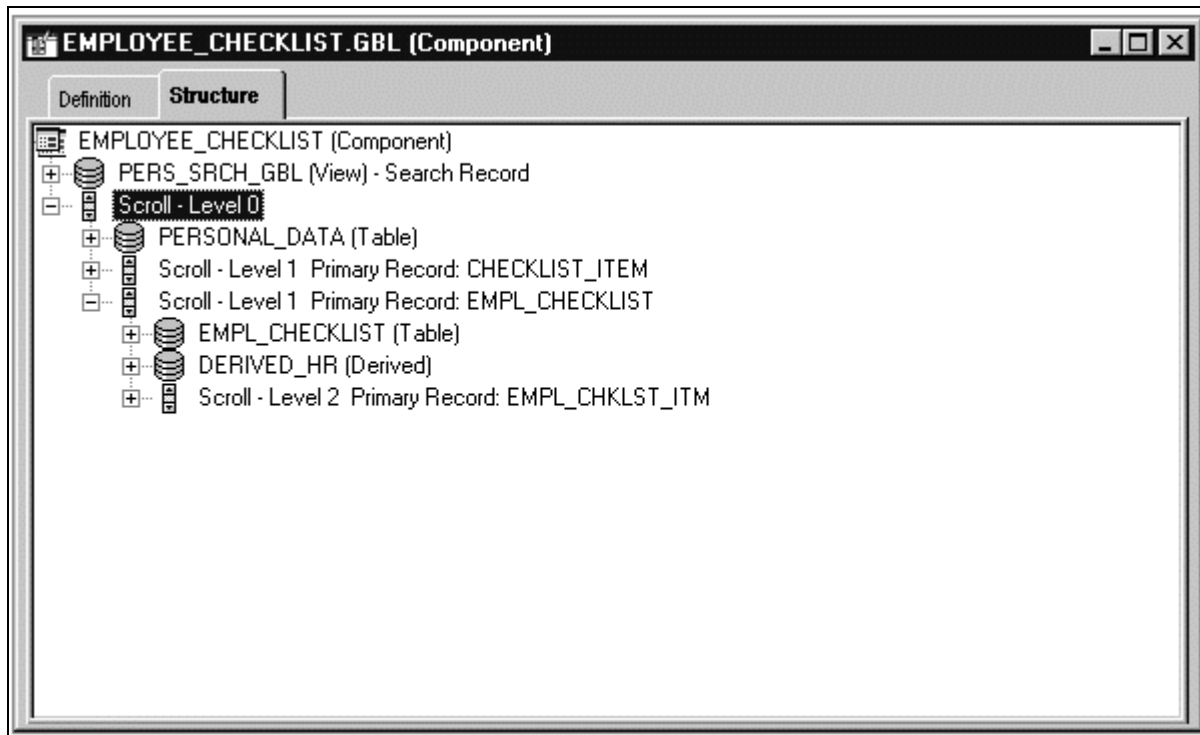 EMPLOYEE_CHECKLIST.GBL (Component)
Definition Structure
EMPLOYEE_CHECKLIST (Component)
PERS_SRCH_GBL (View) - Search Record
Scroll - Level 0
PERSONAL_DATA (Table)
Scroll - Level 1 Primary Record: CHECKLIST_ITEM
Scroll - Level 1 Primary Record: EMPL_CHECKLIST
EMPL_CHECKLIST (Table)
DERIVED_HR (Derived)
Scroll - Level 2 Primary Record: EMPL_CHKLST_ITM